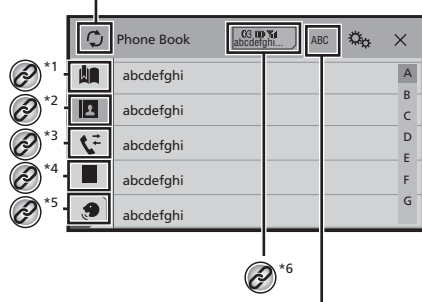 Phone Book
03
abcdefghi...
ABC
*1
abcdefghi
A
B
*2
abcdefghi
C
*3
abcdefghi
D
E
*4
abcdefghi
F
*5
abcdefghi
G
*6